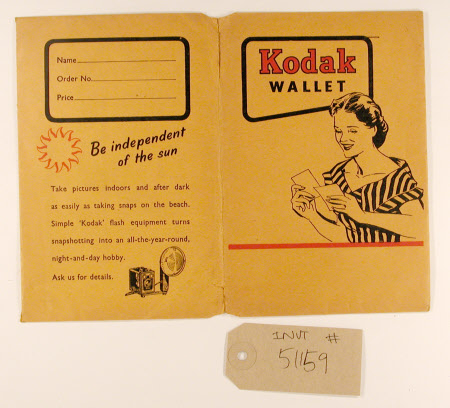 Name
Order No.
Price
Be independent
of the sun
Take pictures indoors and after dark
as easily as taking snaps on the beach.
Simple 'Kodak' flash equipment turns
snapshotting into an all-the-year-round,
night-and-day hobby.
Ask us for details.
Kodak
WALLET
INVT #
51159